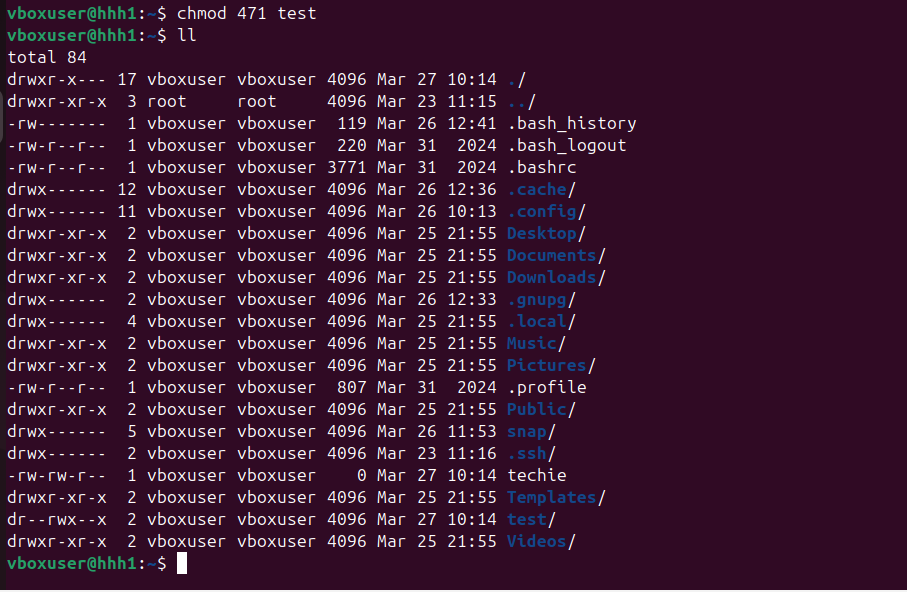 vboxuser@hhh1:~$ chmod 471 test
vboxuser@hhh1:~$ ll
total 84
drwxr-x--- 17 vboxuser vboxuser 4096 Mar 27 10:14 ./
drwxr-xr-x  3 root     root     4096 Mar 23 11:15 ../
-rw-------  1 vboxuser vboxuser  119 Mar 26 12:41 .bash_history
-rw-r--r--  1 vboxuser vboxuser  220 Mar 31  2024 .bash_logout
-rw-r--r--  1 vboxuser vboxuser 3771 Mar 31  2024 .bashrc
drwx------ 12 vboxuser vboxuser 4096 Mar 26 12:36 .cache/
drwx------ 11 vboxuser vboxuser 4096 Mar 26 10:13 .config/
drwxr-xr-x  2 vboxuser vboxuser 4096 Mar 25 21:55 Desktop/
drwxr-xr-x  2 vboxuser vboxuser 4096 Mar 25 21:55 Documents/
drwxr-xr-x  2 vboxuser vboxuser 4096 Mar 25 21:55 Downloads/
drwx------  2 vboxuser vboxuser 4096 Mar 26 12:33 .gnupg/
drwx------  4 vboxuser vboxuser 4096 Mar 25 21:55 .local/
drwxr-xr-x  2 vboxuser vboxuser 4096 Mar 25 21:55 Music/
drwxr-xr-x  2 vboxuser vboxuser 4096 Mar 25 21:55 Pictures/
-rw-r--r--  1 vboxuser vboxuser  807 Mar 31  2024 .profile
drwxr-xr-x  2 vboxuser vboxuser 4096 Mar 25 21:55 Public/
drwx------  5 vboxuser vboxuser 4096 Mar 26 11:53 snap/
drwx------  2 vboxuser vboxuser 4096 Mar 23 11:16 .ssh/
-rw-rw-r--  1 vboxuser vboxuser    0 Mar 27 10:14 techie
drwxr-xr-x  2 vboxuser vboxuser 4096 Mar 25 21:55 Templates/
dr--rwx--x  2 vboxuser vboxuser 4096 Mar 27 10:14 test/
drwxr-xr-x  2 vboxuser vboxuser 4096 Mar 25 21:55 Videos/
vboxuser@hhh1:~$